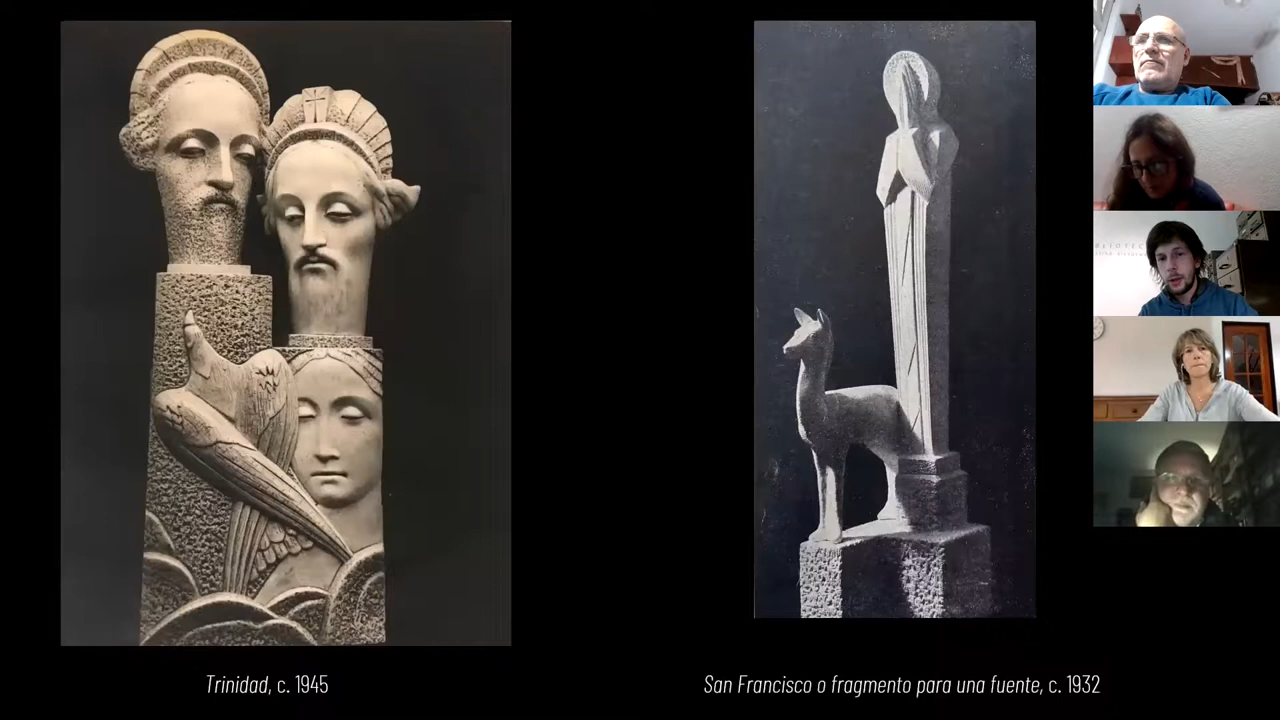 Trinidad, c. 1945
San Francisco o fragmento para una fuente, c. 1932